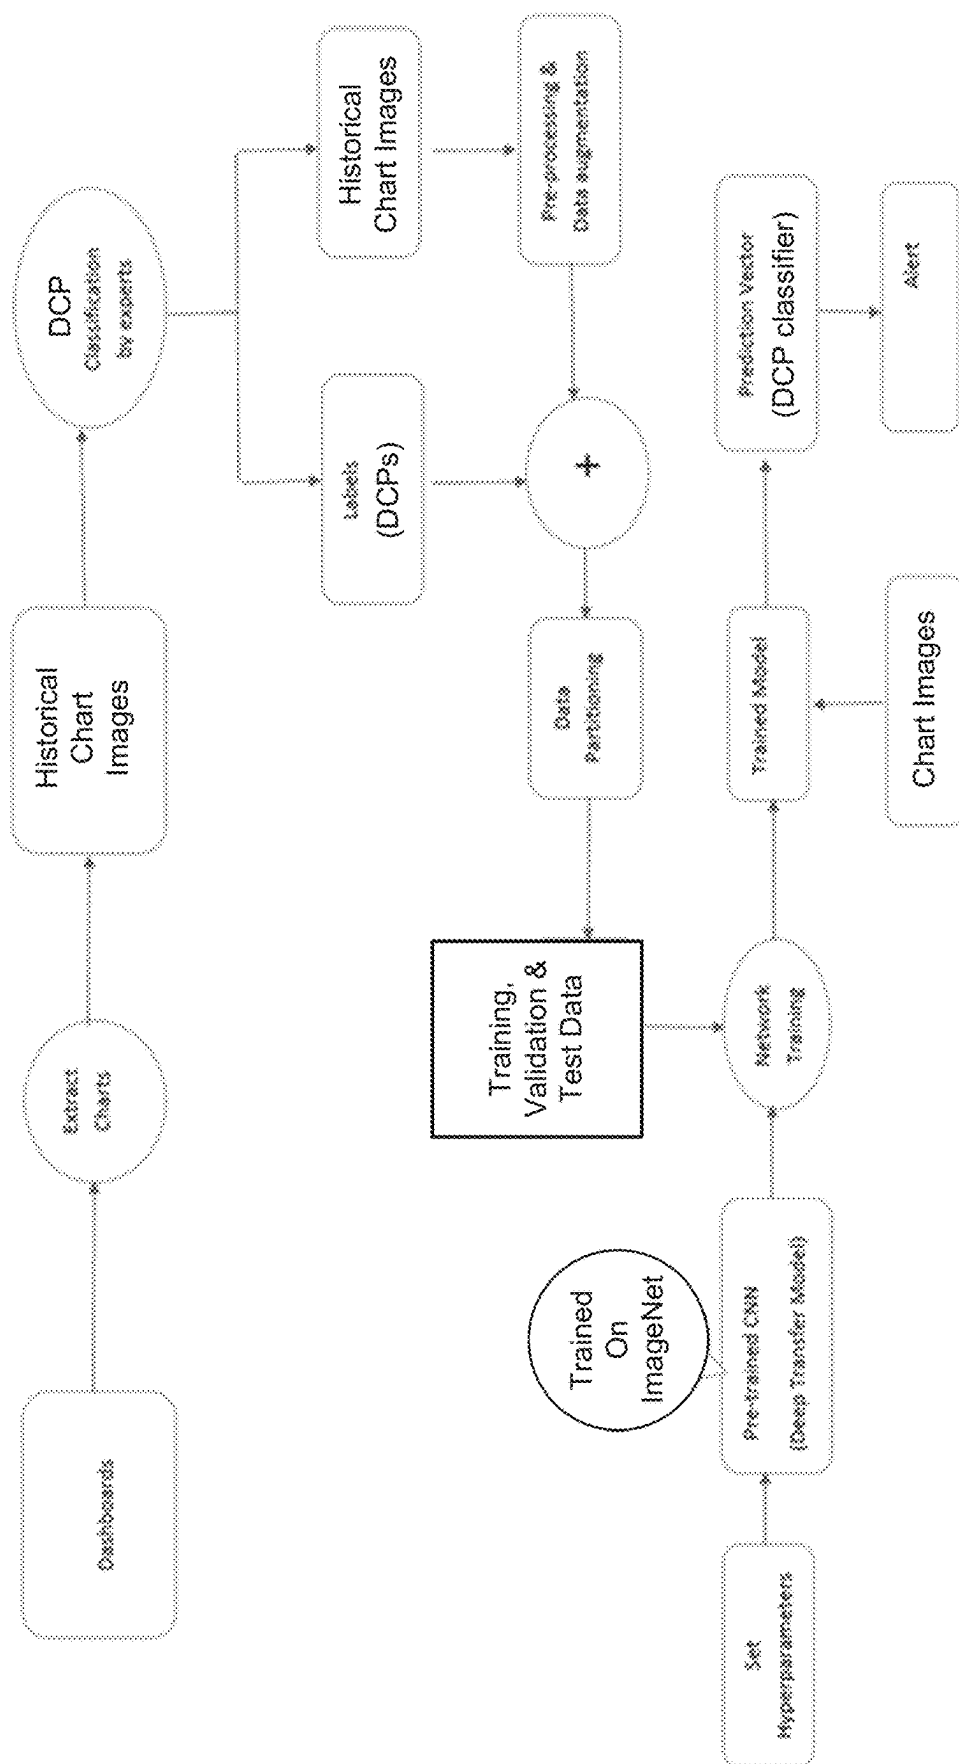 Dashboards
Extract
Charts
Historical
Chart
Images
DCP
Classification
by experts
Labels
(DCPs)
Historical
Chart Images
Pre-processing &
Data augmentation
+
Data
Partitioning
Training,
Validation &
Test Data
Trained
On
ImageNet
Set
Hyperparameters
Pre-trained CNN
(Deep Transfer Model)
Network
Training
Trained Model
Chart Images
Prediction Vector
(DCP classifier)
Alert